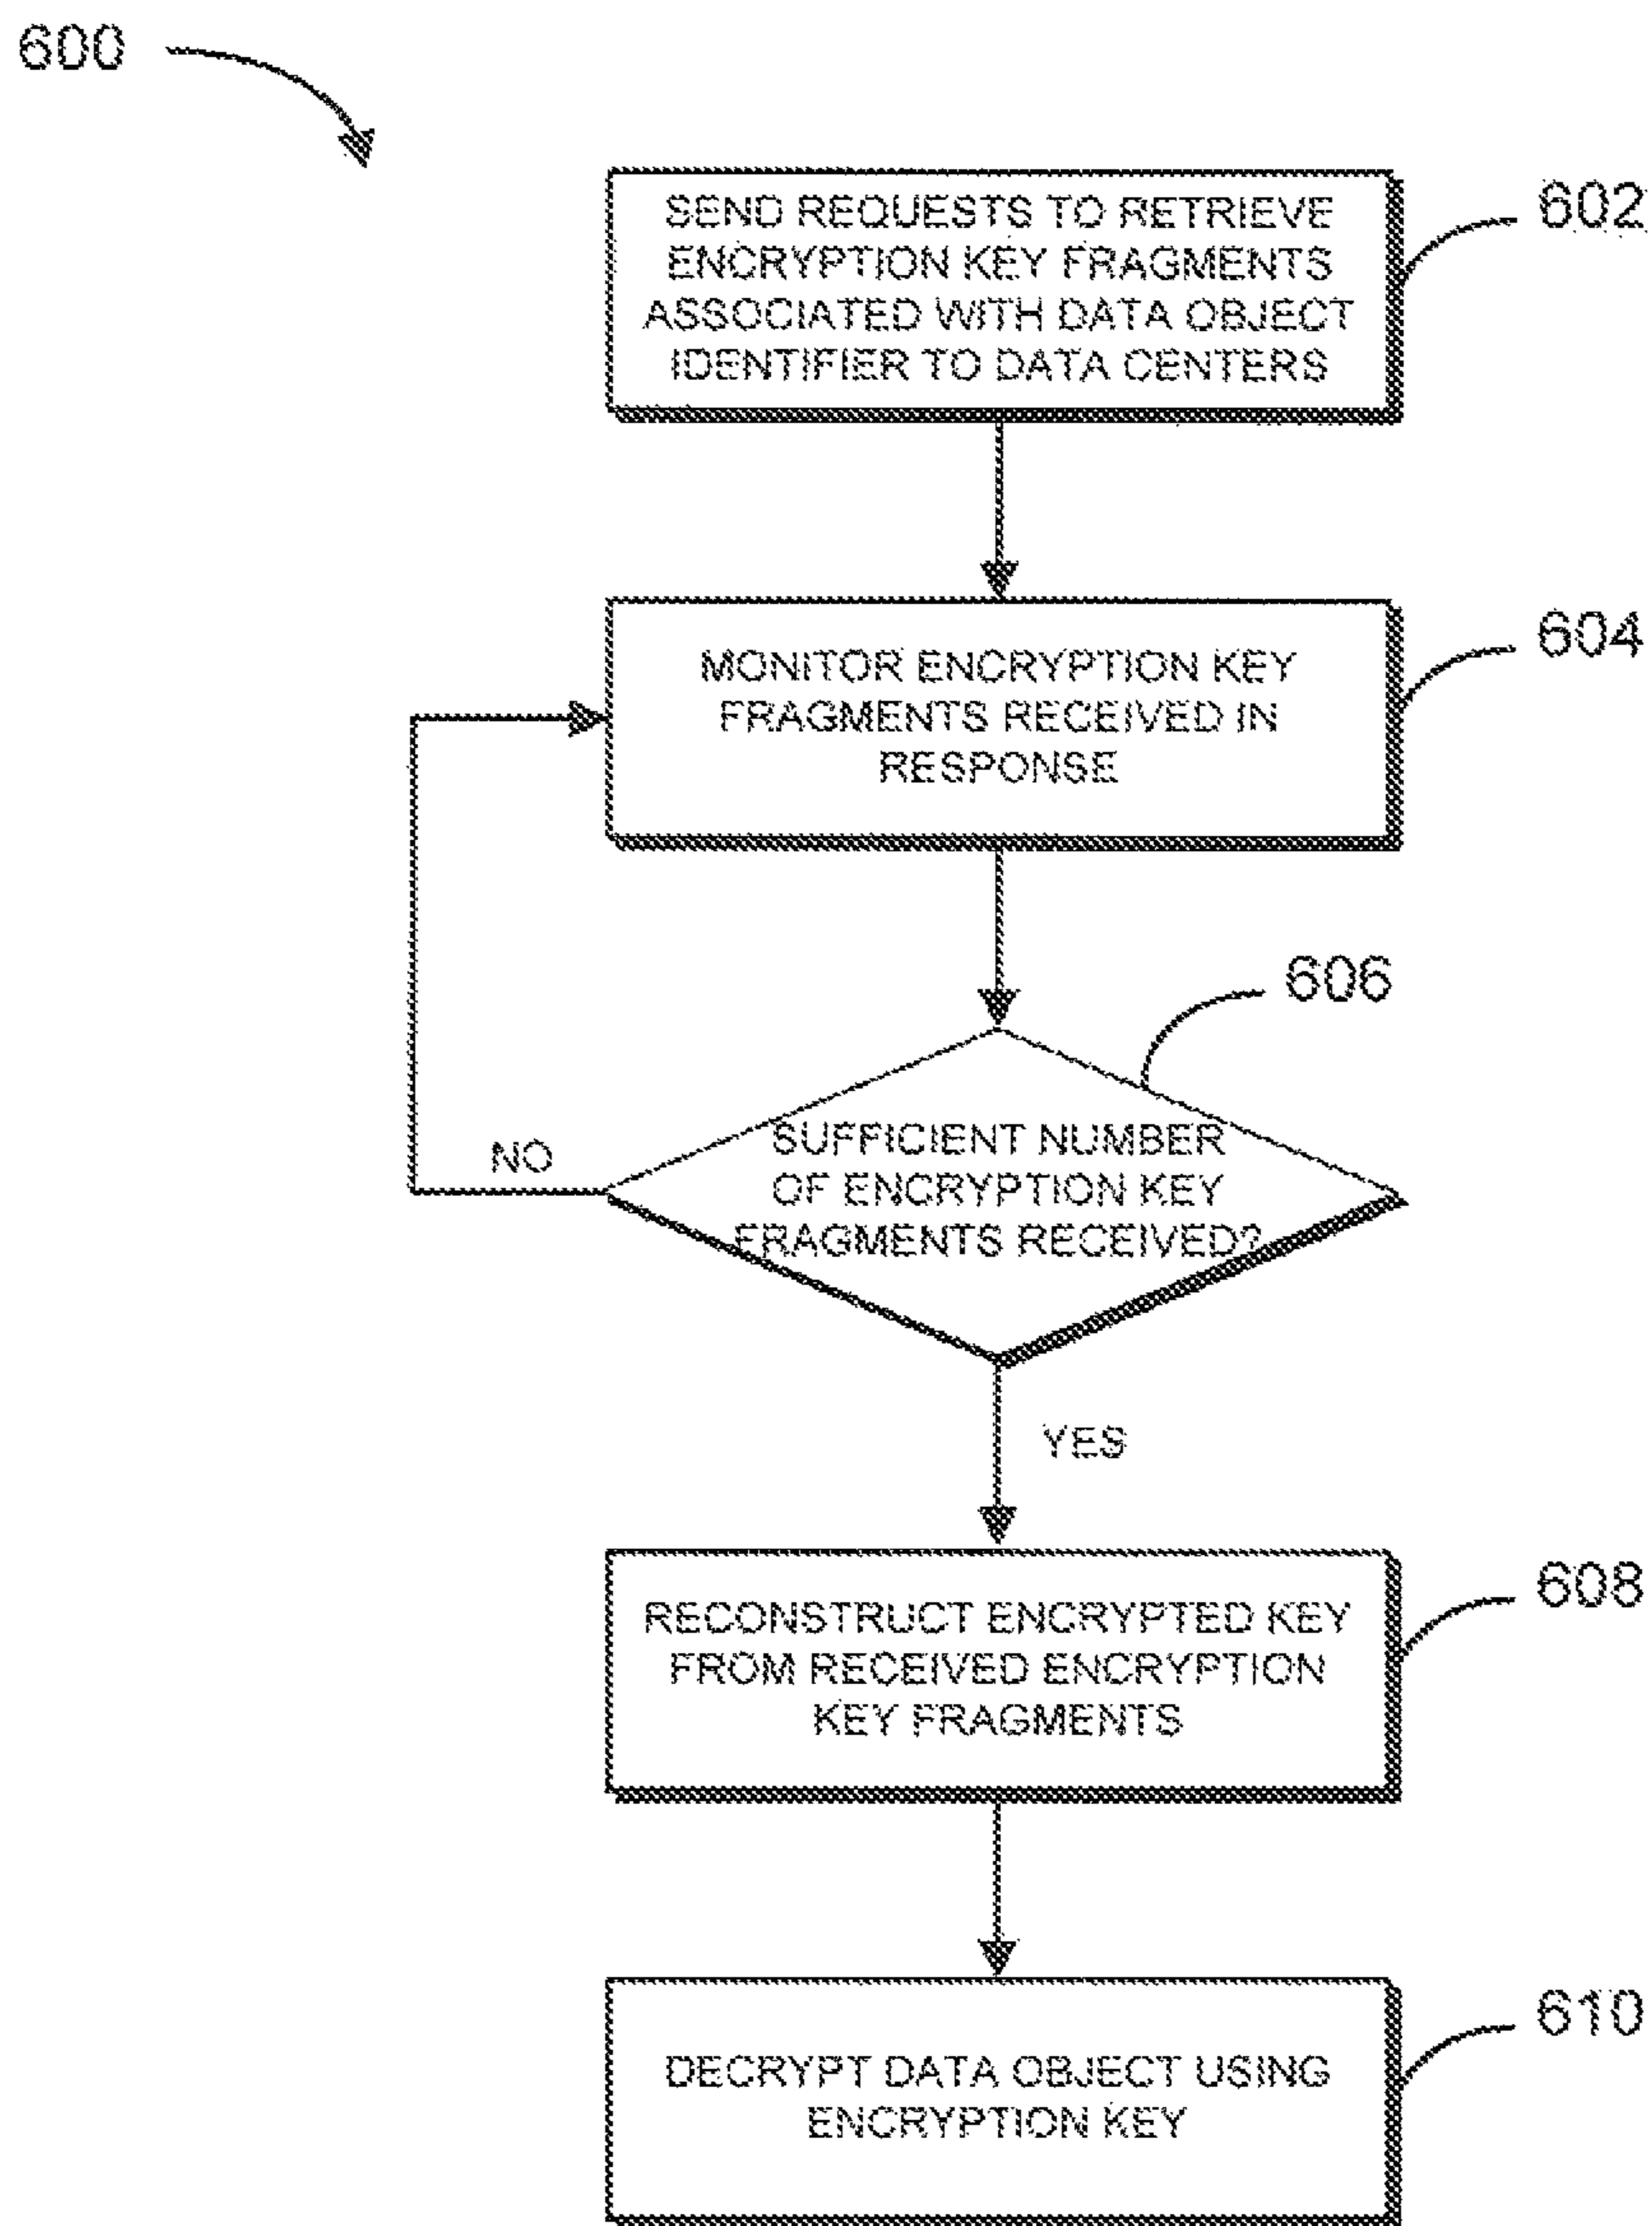 600
SEND REQUESTS TO RETRIEVE
ENCRYPTION KEY FRAGMENTS
ASSOCIATED WITH DATA OBJECT
IDENTIFIER TO DATA CENTERS
602
MONITOR ENCRYPTION KEY
FRAGMENTS RECEIVED IN
RESPONSE
604
606
SUFFICIENT NUMBER
OF ENCRYPTION KEY
FRAGMENTS RECEIVED?
NO
YES
RECONSTRUCT ENCRYPTED KEY
FROM RECEIVED ENCRYPTION
KEY FRAGMENTS
608
DECRYPT DATA OBJECT USING
ENCRYPTION KEY
610